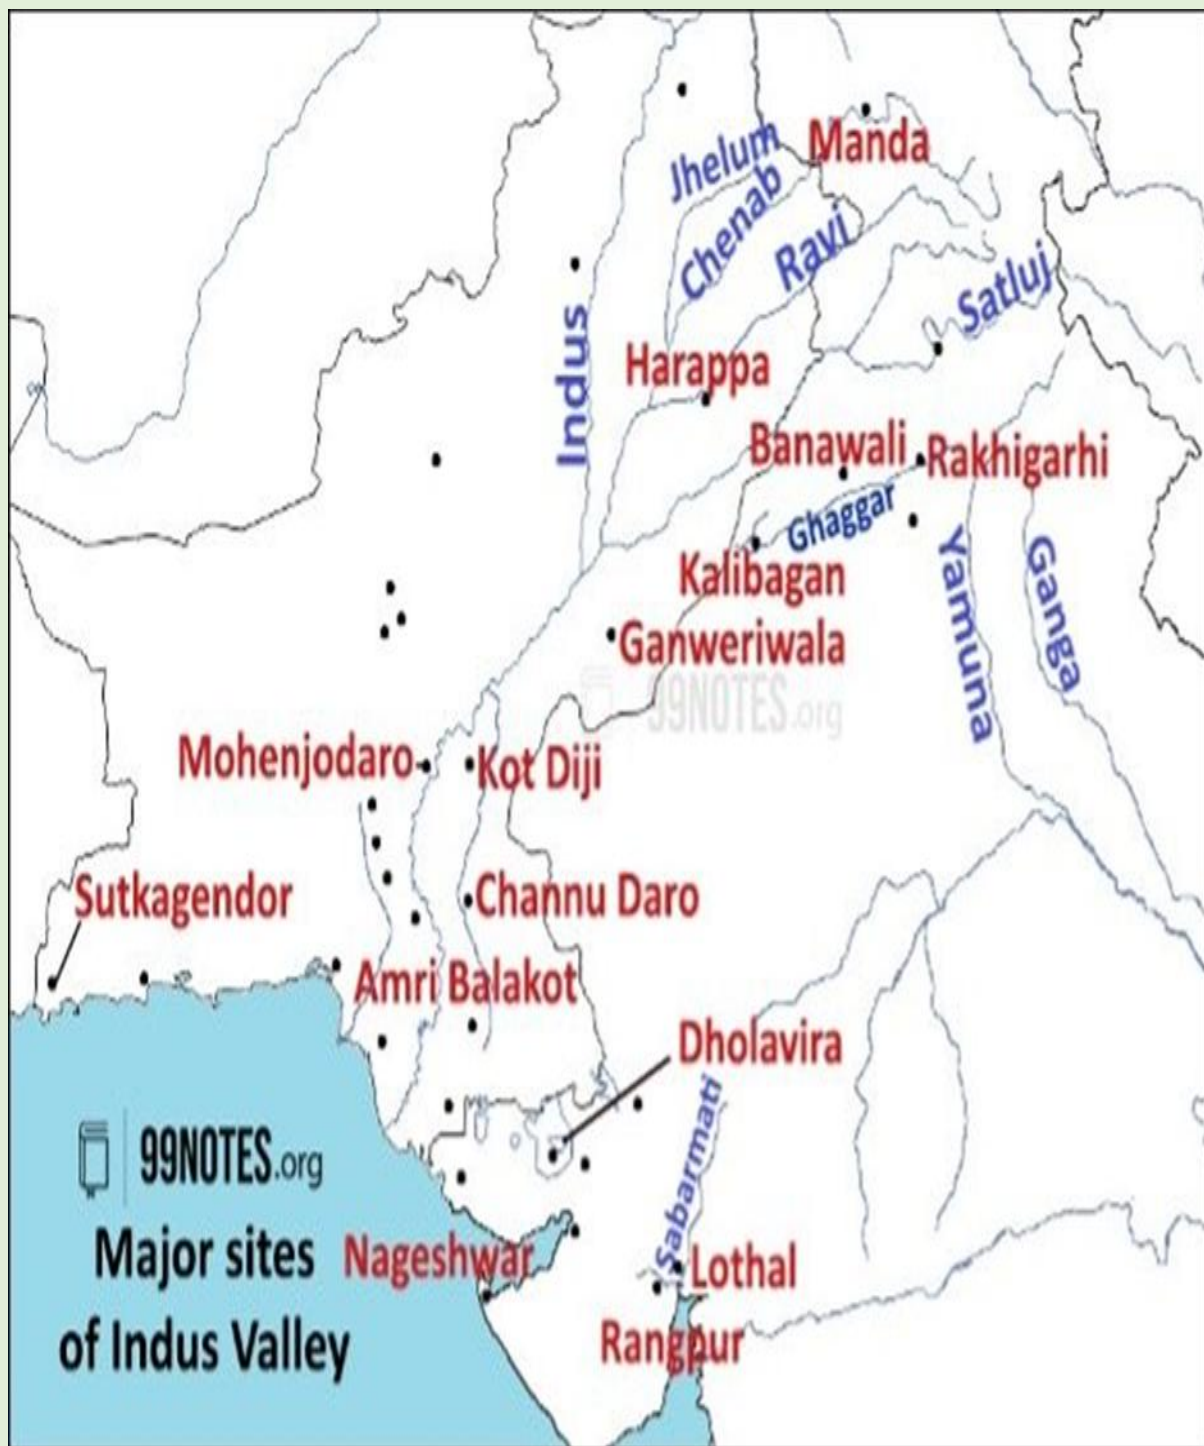 Manda
Jhelum
Chenab
Ravi
Satluj
Indus
Harappa
Banawali
Rakhigarhi
Ghaggar
Kalibagan
Yamuna
Ganga
Ganweriwala
99NOTES.org
Mohenjodaro
Kot Diji
Sutkagendor
Channu Daro
Amri Balakot
Dholavira
Sabarmati
99NOTES.org
Major sites
of Indus Valley
Nageshwar
Lothal
Rangpur